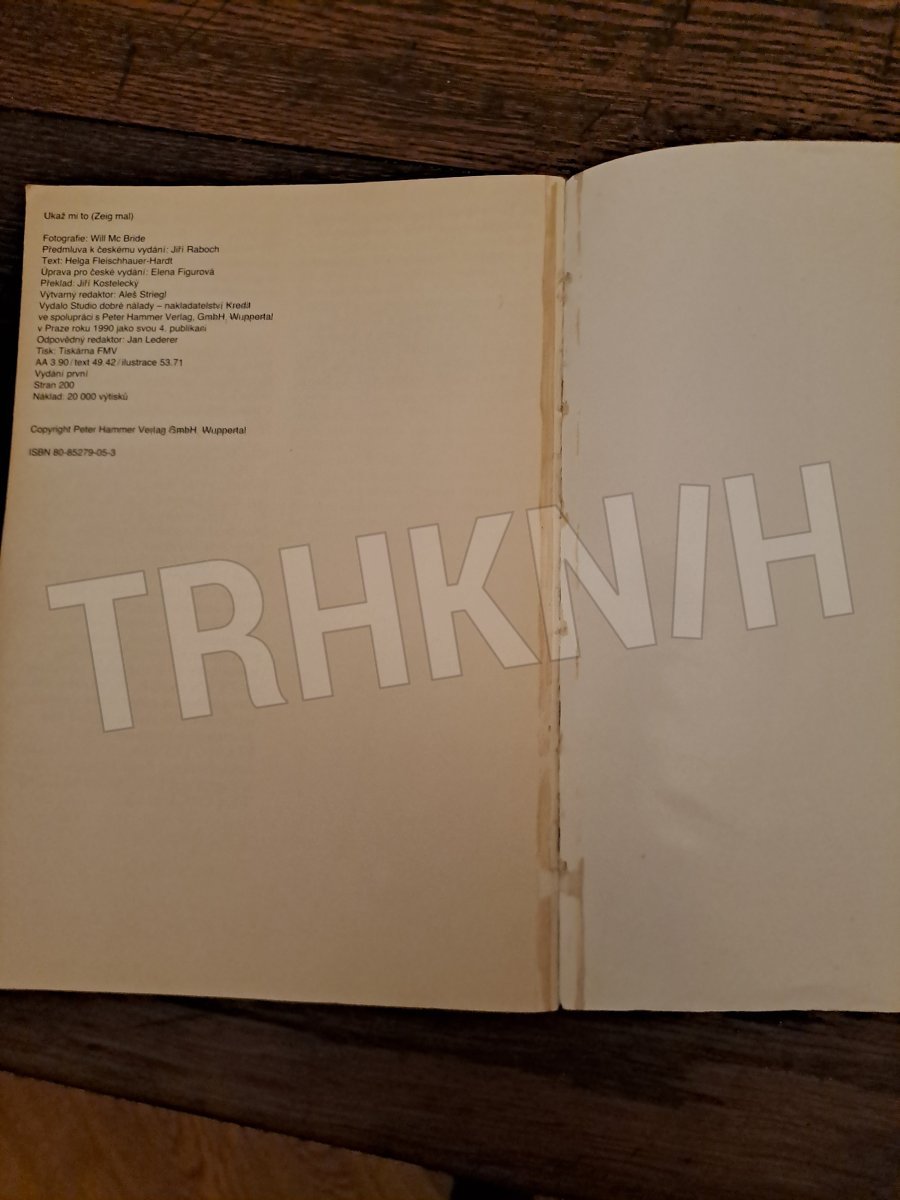 Ukaž mi to (Zeig mal)
Fotografie: Will Mc Bride
Předmluva k českému vydání: Jiří Raboch
Text: Helga Fleischhauer-Hardt
Úprava pro české vydání: Elena Figurová
Překlad: Jiří Kostelecký
Výtvarný redaktor: Aleš Striegl
Vydalo Studio dobré nálady – nakladatelství Kredit
ve spolupráci s Peter Hammer Verlag, GmbH, Wuppertal
v Praze roku 1990 jako svou 4. publikaci
Odpovědný redaktor: Jan Lederer
Tisk: Tiskárna FMV
AA 3.90 / text 49.42 / ilustrace 53.71
Vydání první
Stran 200
Náklad: 20 000 výtisků
Copyright Peter Hammer Verlag GmbH, Wuppertal
ISBN 80-85279-05-3
TRHKNIH